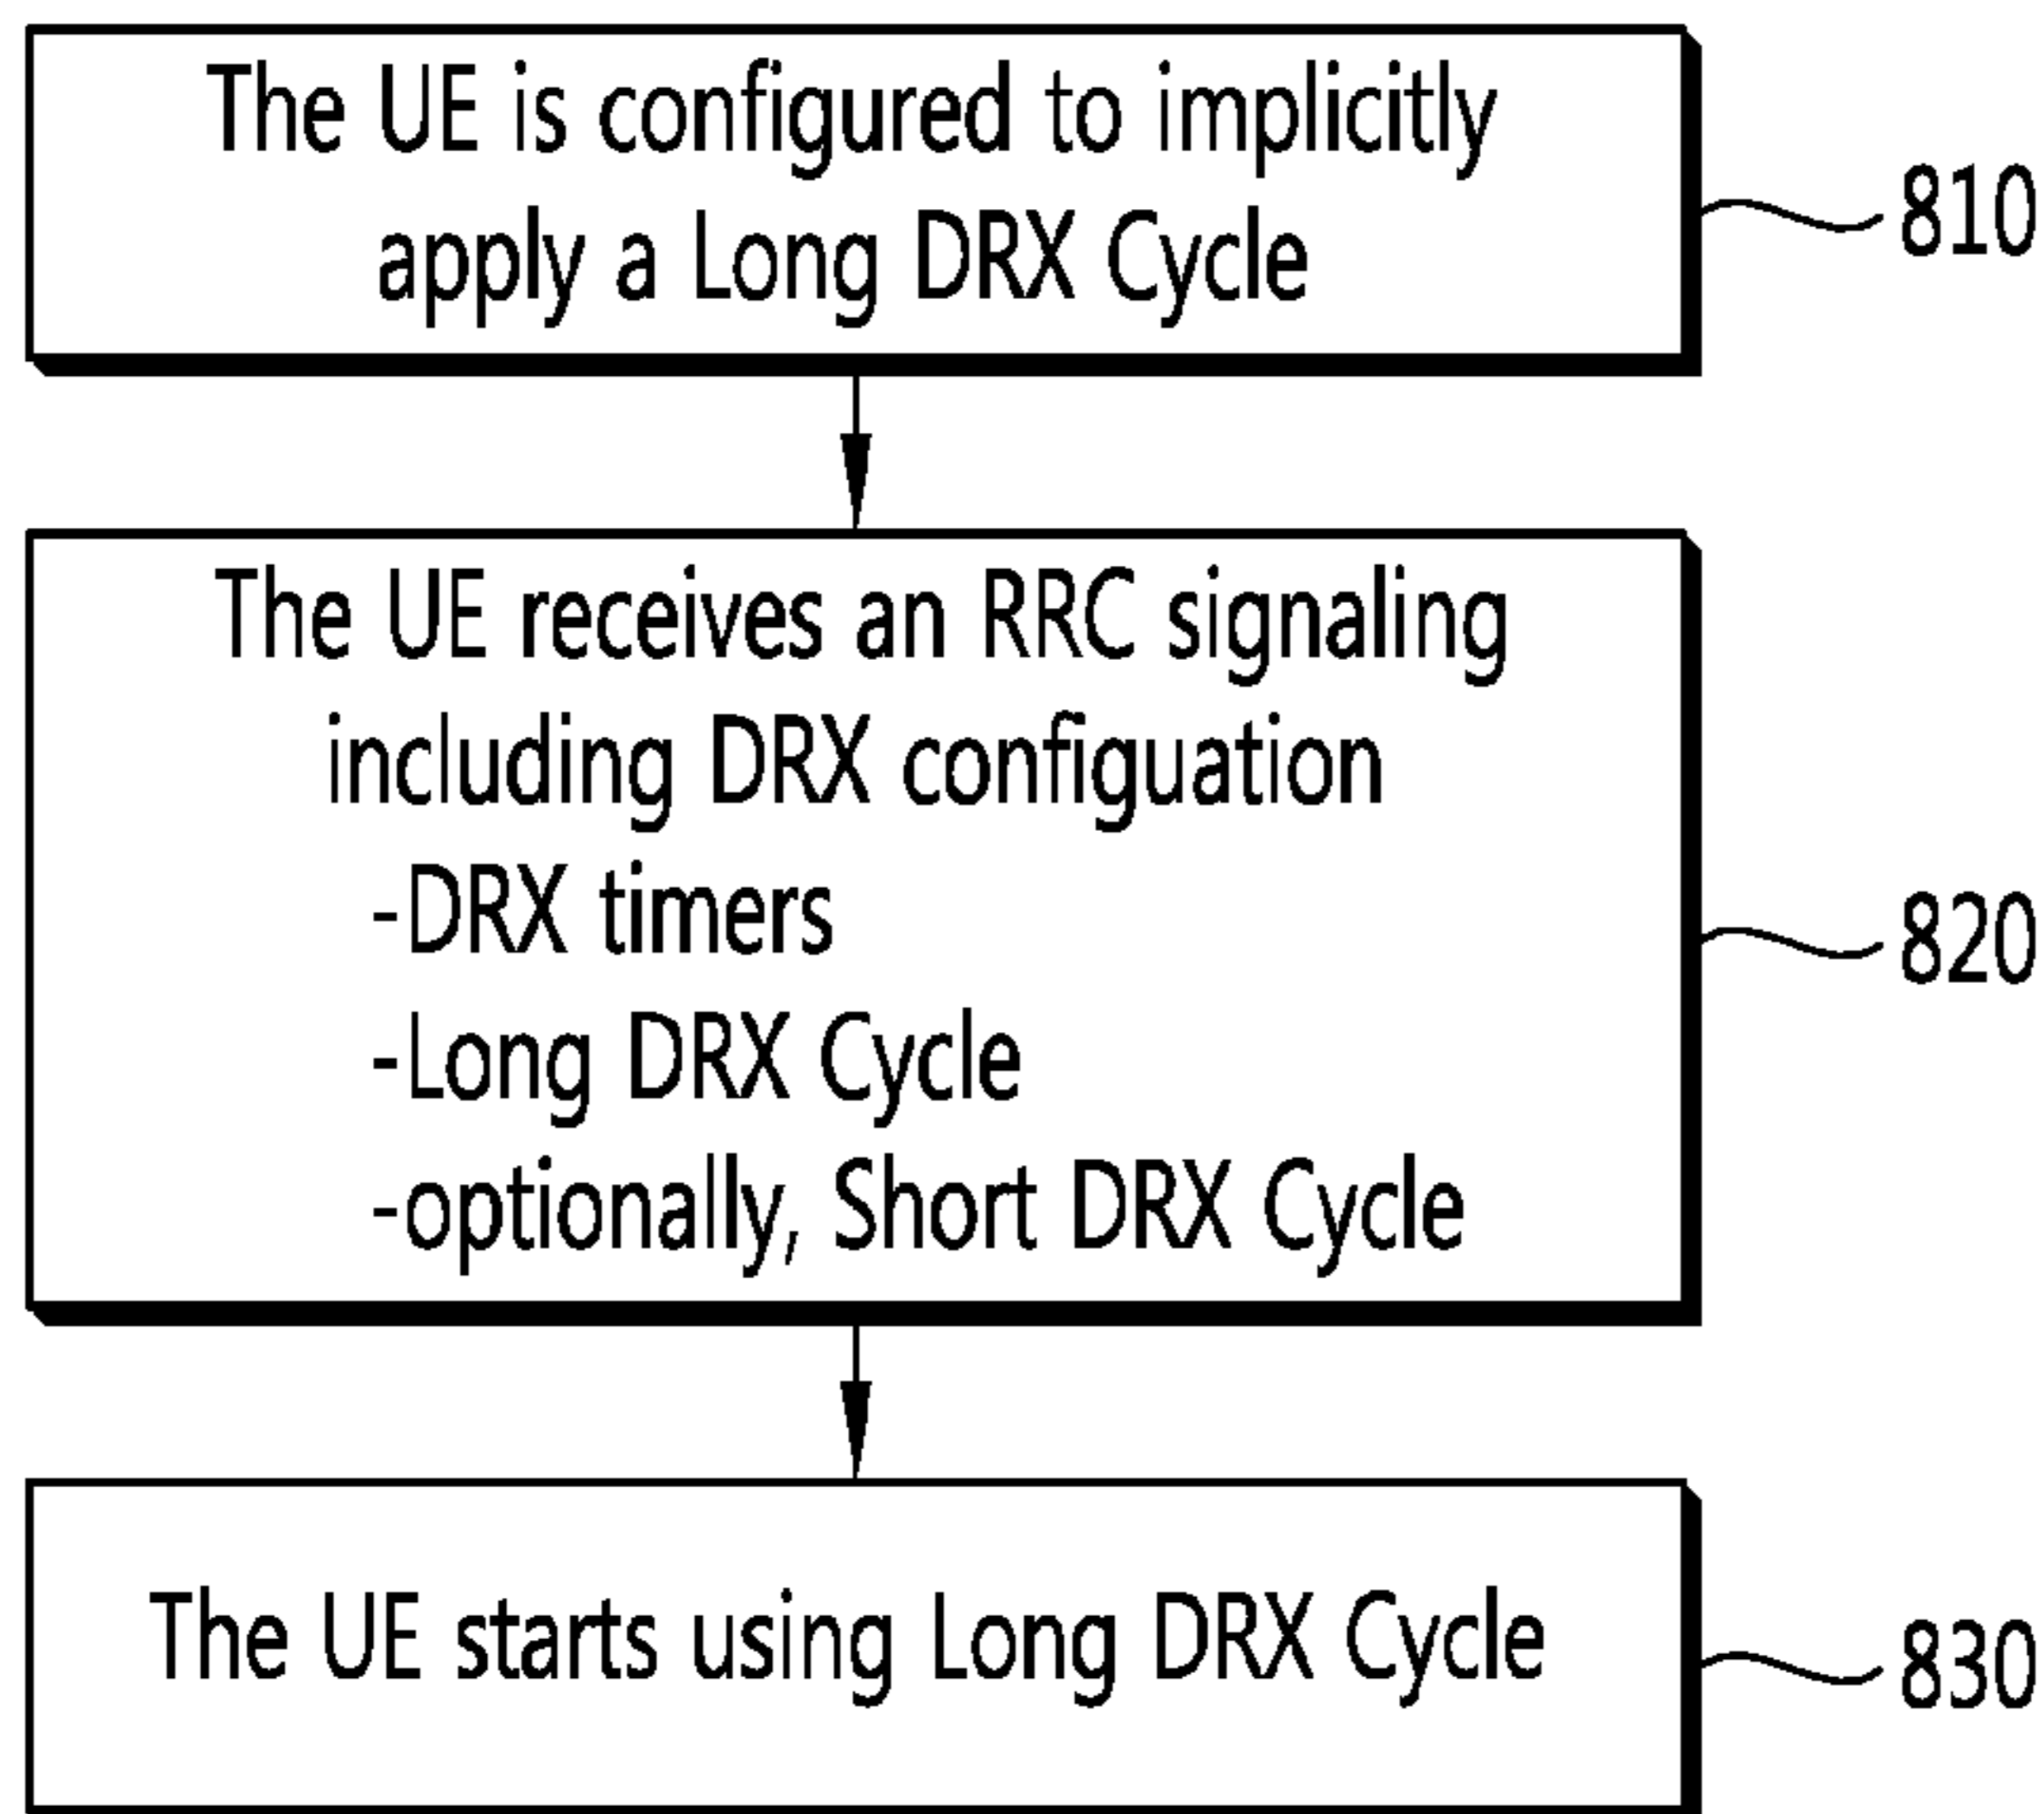 The UE is configured to implicitly
apply a Long DRX Cycle
810
The UE receives an RRC signaling
including DRX configuation
-DRX timers
-Long DRX Cycle
-optionally, Short DRX Cycle
820
The UE starts using Long DRX Cycle
830